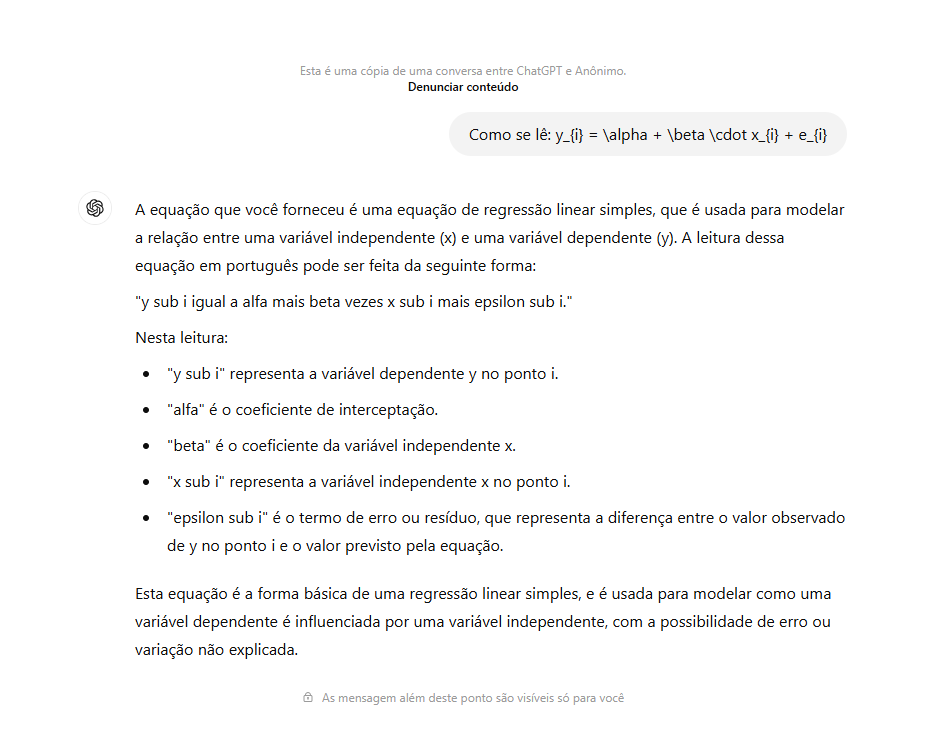 Esta é uma cópia de uma conversa entre ChatGPT e Anônimo.
Denunciar conteúdo
Como se lê: y_{i} = \alpha + \beta \cdot x_{i} + e_{i}
A equação que você forneceu é uma equação de regressão linear simples, que é usada para modelar
a relação entre uma variável independente (x) e uma variável dependente (y). A leitura dessa
equação em português pode ser feita da seguinte forma:
"y sub i igual a alfa mais beta vezes x sub i mais epsilon sub i."
Nesta leitura:
• "y sub i" representa a variável dependente y no ponto i.
• "alfa" é o coeficiente de interceptação.
• "beta" é o coeficiente da variável independente x.
• "x sub i" representa a variável independente x no ponto i.
• "epsilon sub i" é o termo de erro ou resíduo, que representa a diferença entre o valor observado
de y no ponto i e o valor previsto pela equação.
Esta equação é a forma básica de uma regressão linear simples, e é usada para modelar como uma
variável dependente é influenciada por uma variável independente, com a possibilidade de erro ou
variação não explicada.
As mensagem além deste ponto são visíveis só para você